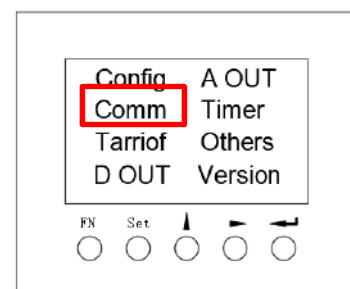 Config A OUT
Comm Timer
Tarriof Others
D OUT Version
FN Set